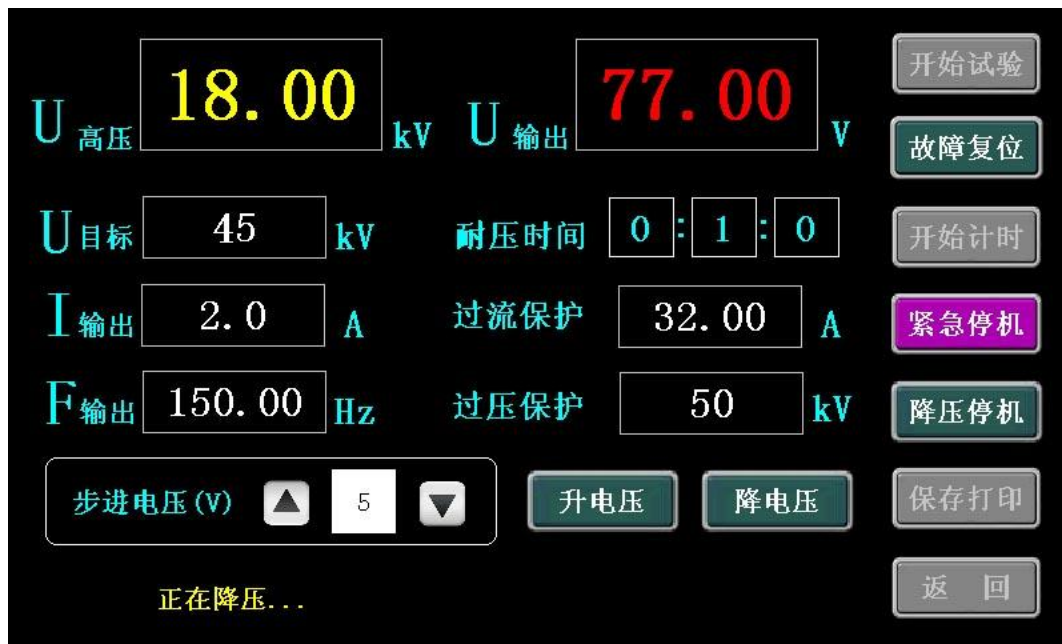 U高压 18.00 kV U输出 77.00 V 开始试验
故障复位
U目标 45 kV 耐压时间 0:1:0 开始计时
I输出 2.0 A 过流保护 32.00 A 紧急停机
F输出 150.00 Hz 过压保护 50 kV 降压停机
步进电压(V) ▲ 5 ▼ 升电压 降电压 保存打印
正在降压... 返 回